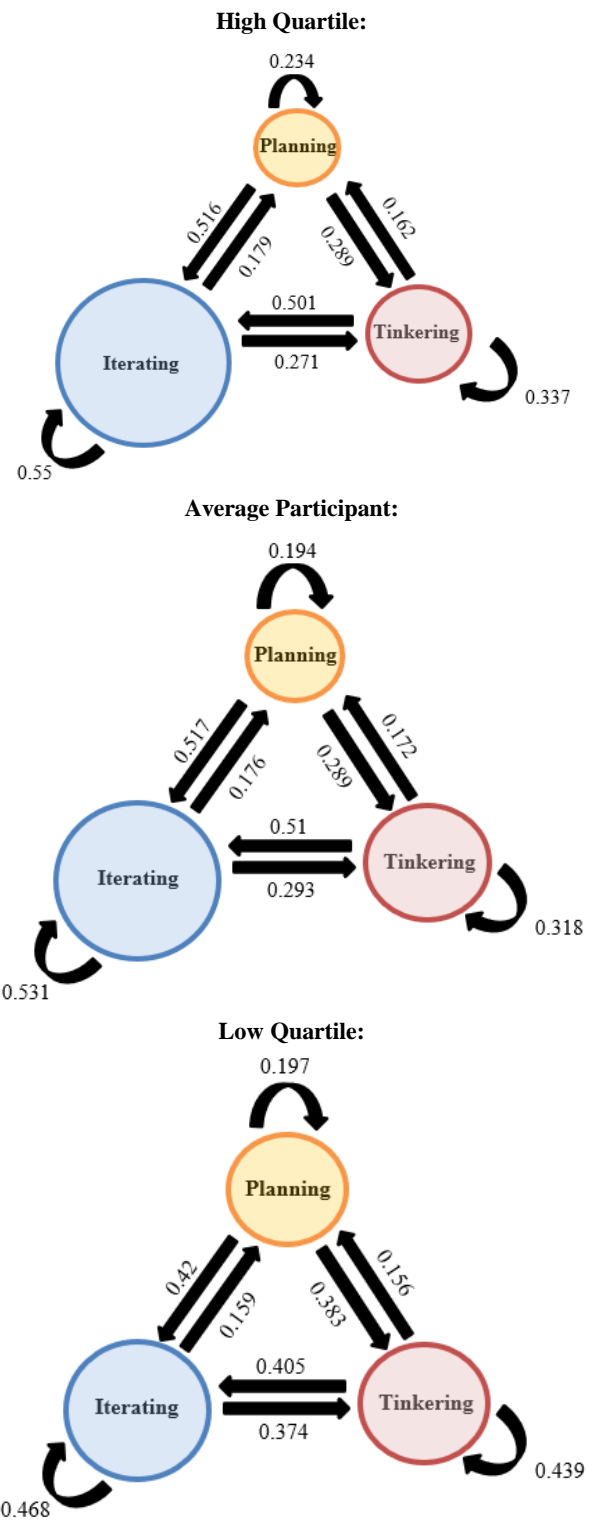 High Quartile:
0.234
Planning
0.516
0.179
0.289
0.162
0.501
Iterating
Tinkering
0.271
0.337
0.55
Average Participant:
0.194
Planning
0.517
0.176
0.289
0.172
0.51
Iterating
Tinkering
0.293
0.318
0.531
Low Quartile:
0.197
Planning
0.42
0.159
0.383
0.156
0.405
Iterating
Tinkering
0.374
0.439
0.468